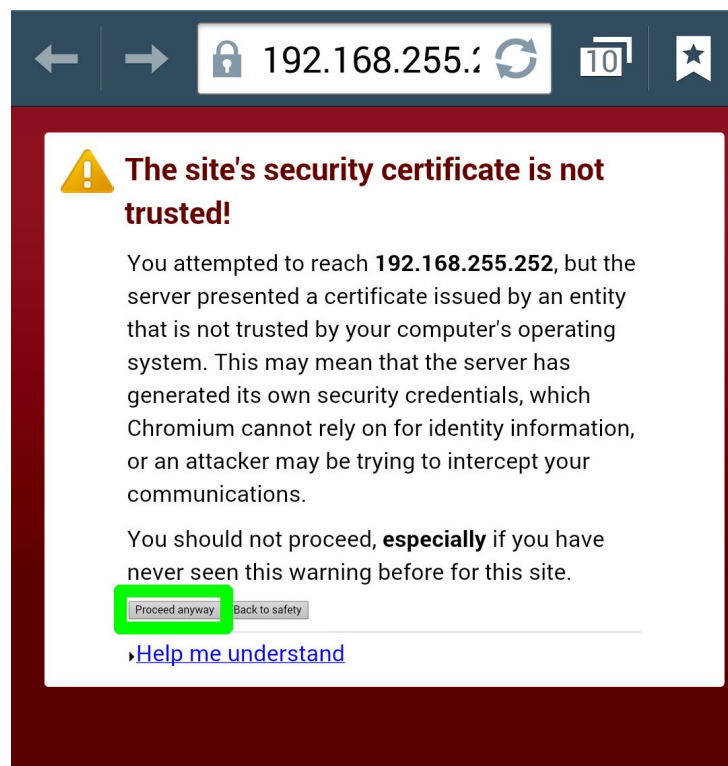 192.168.255.2
10
The site's security certificate is not
trusted!
You attempted to reach 192.168.255.252, but the
server presented a certificate issued by an entity
that is not trusted by your computer's operating
system. This may mean that the server has
generated its own security credentials, which
Chromium cannot rely on for identity information,
or an attacker may be trying to intercept your
communications.
You should not proceed, especially if you have
never seen this warning before for this site.
Proceed anyway Back to safety
Help me understand